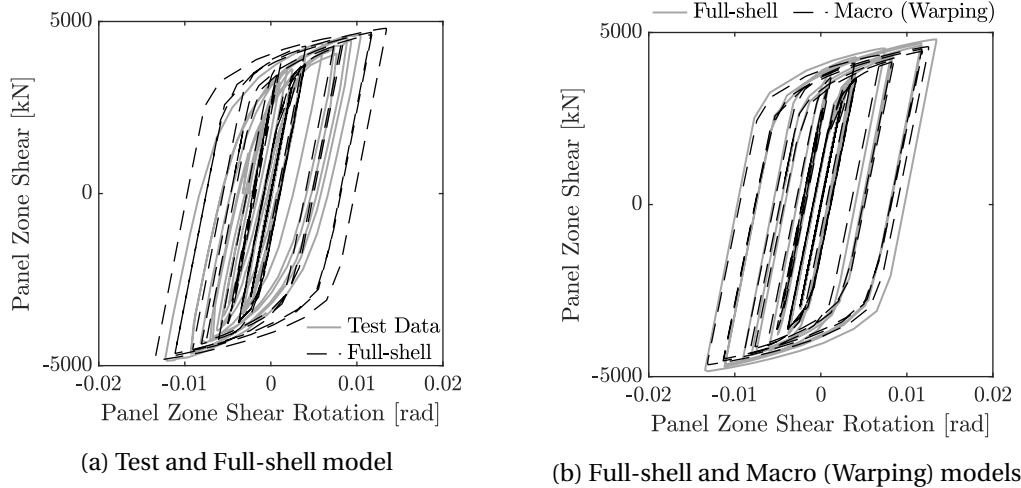 5000
0
-5000
-0.02
-0.01
0
0.01
0.02
Panel Zone Shear [kN]
Panel Zone Shear Rotation [rad]
Test Data
Full-shell
(a) Test and Full-shell model
Full-shell
Macro (Warping)
5000
0
-5000
-0.02
-0.01
0
0.01
0.02
Panel Zone Shear [kN]
Panel Zone Shear Rotation [rad]
(b) Full-shell and Macro (Warping) models